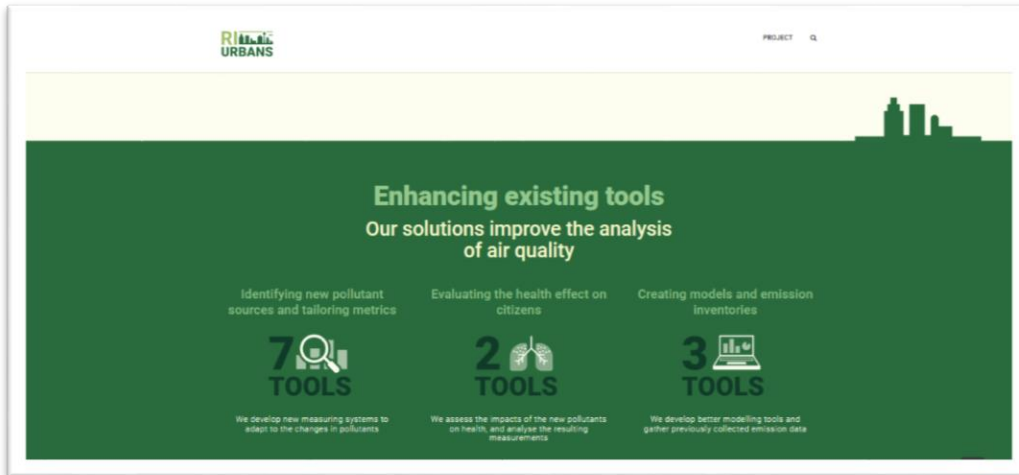 RI
URBANS
PROJECT
Enhancing existing tools
Our solutions improve the analysis
of air quality
Identifying new pollutant
sources and tailoring metrics
7
TOOLS
We develop new measuring systems to
adapt to the changes in pollutants
Evaluating the health effect on
citizens
2
TOOLS
We assess the impacts of the new pollutants
on health, and analyse the resulting
measurements
Creating models and emission
inventories
3
TOOLS
We develop better modelling tools and
gather previously collected emission data